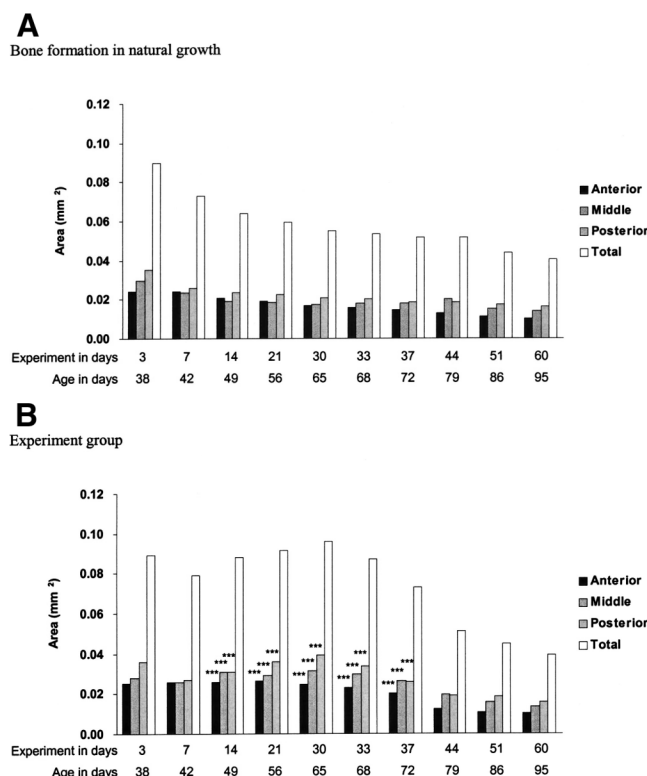 A
Bone formation in natural growth
0.12
0.10
0.08
0.06
0.04
0.02
0.00
Area (mm ²)
Anterior
Middle
Posterior
Total
Experiment in days 3 7 14 21 30 33 37 44 51 60
Age in days 38 42 49 56 65 68 72 79 86 95
B
Experiment group
0.12
0.10
0.08
0.06
0.04
0.02
0.00
Area (mm ²)
*** *** *** *** *** *** *** *** *** *** *** *** *** *** ***
Anterior
Middle
Posterior
Total
Experiment in days 3 7 14 21 30 33 37 44 51 60
Age in days 38 42 49 56 65 68 72 79 86 95